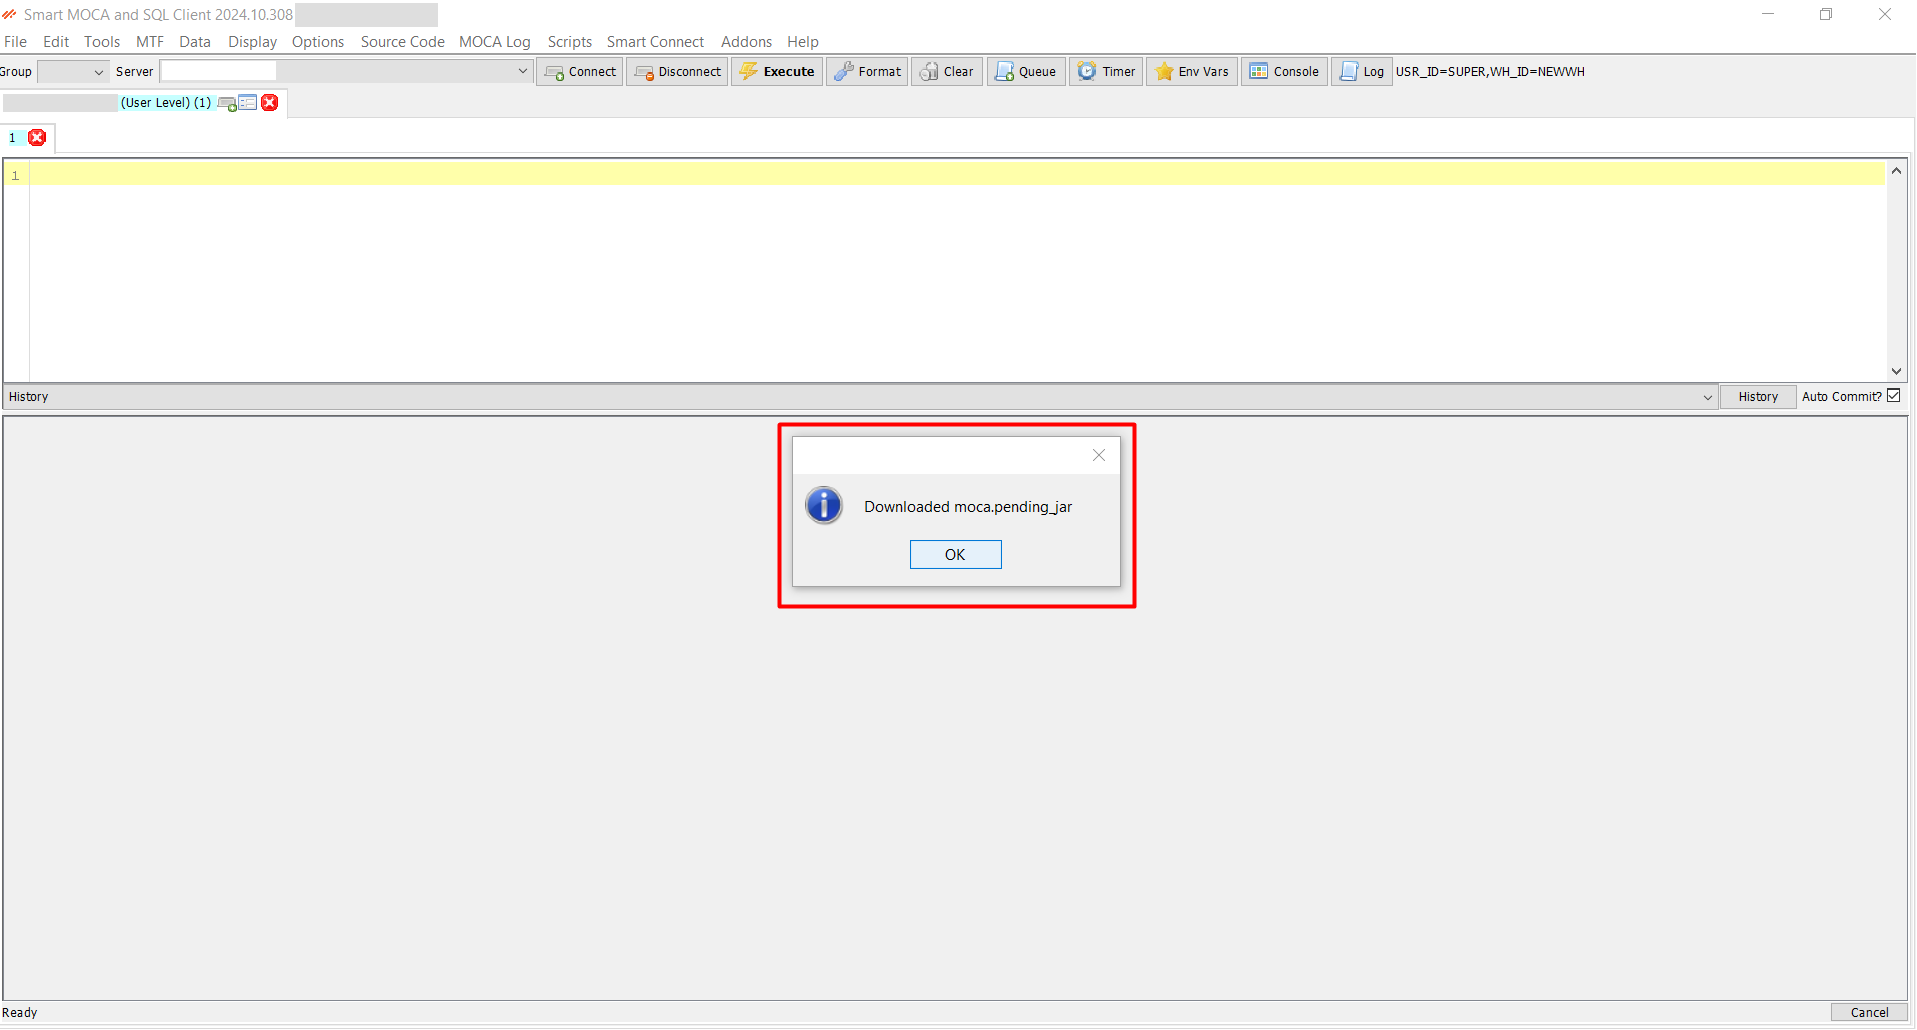 Smart MOCA and SQL Client 2024.10.308
File Edit Tools MTF Data Display Options Source Code MOCA Log Scripts Smart Connect Addons Help
Group Server Connect Disconnect Execute Format Clear Queue Timer Env Vars Console Log USR_ID=SUPER,WH_ID=NEWWH
(User Level) (1)
1
1
History History Auto Commit?
Downloaded moca.pending_jar
OK
Ready Cancel